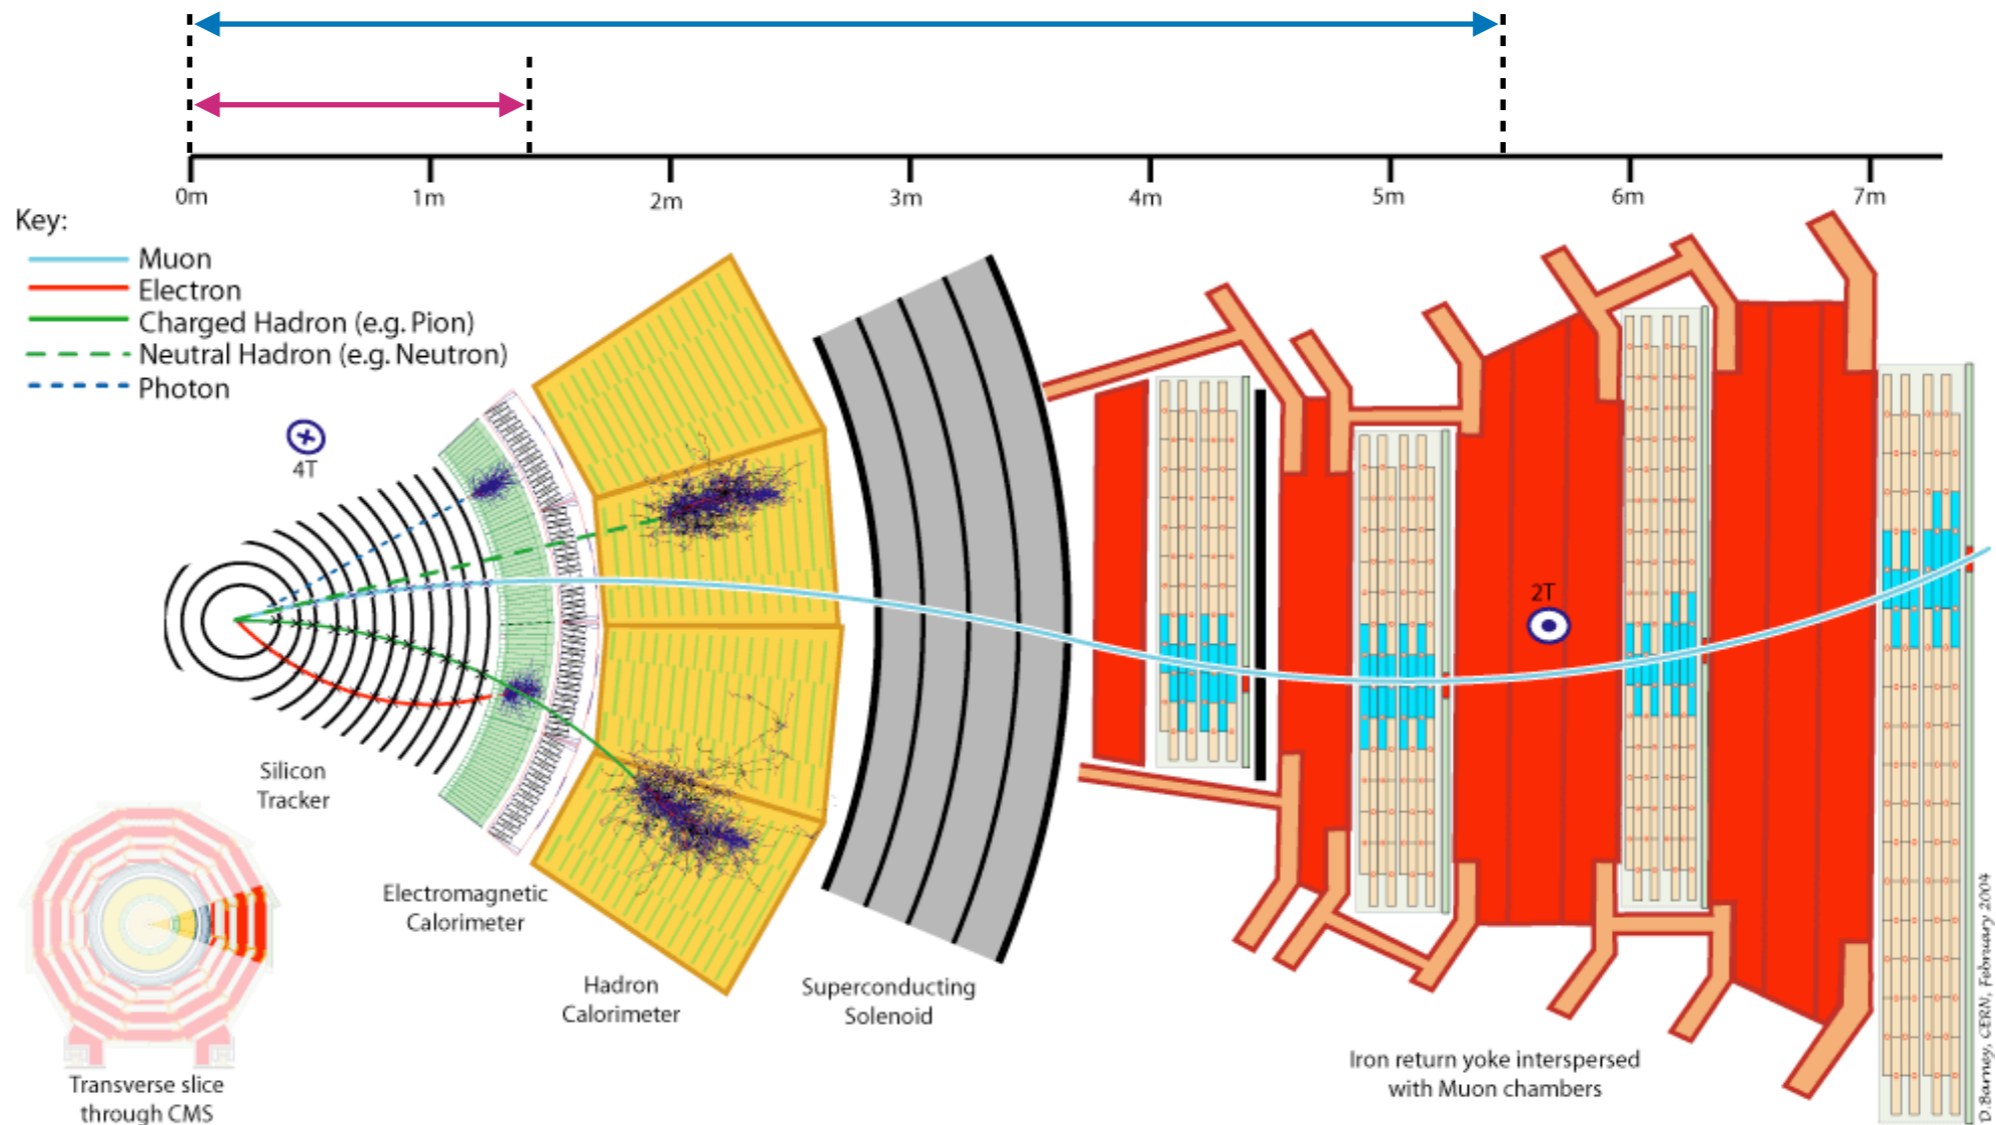 0m
1m
2m
3m
4m
5m
6m
7m
Key:
Muon
Electron
Charged Hadron (e.g. Pion)
Neutral Hadron (e.g. Neutron)
Photon
4T
2T
Silicon
Tracker
Electromagnetic
Calorimeter
Hadron
Calorimeter
Superconducting
Solenoid
Iron return yoke interspersed
with Muon chambers
Transverse slice
through CMS
D.Barney, CERN, February 2004